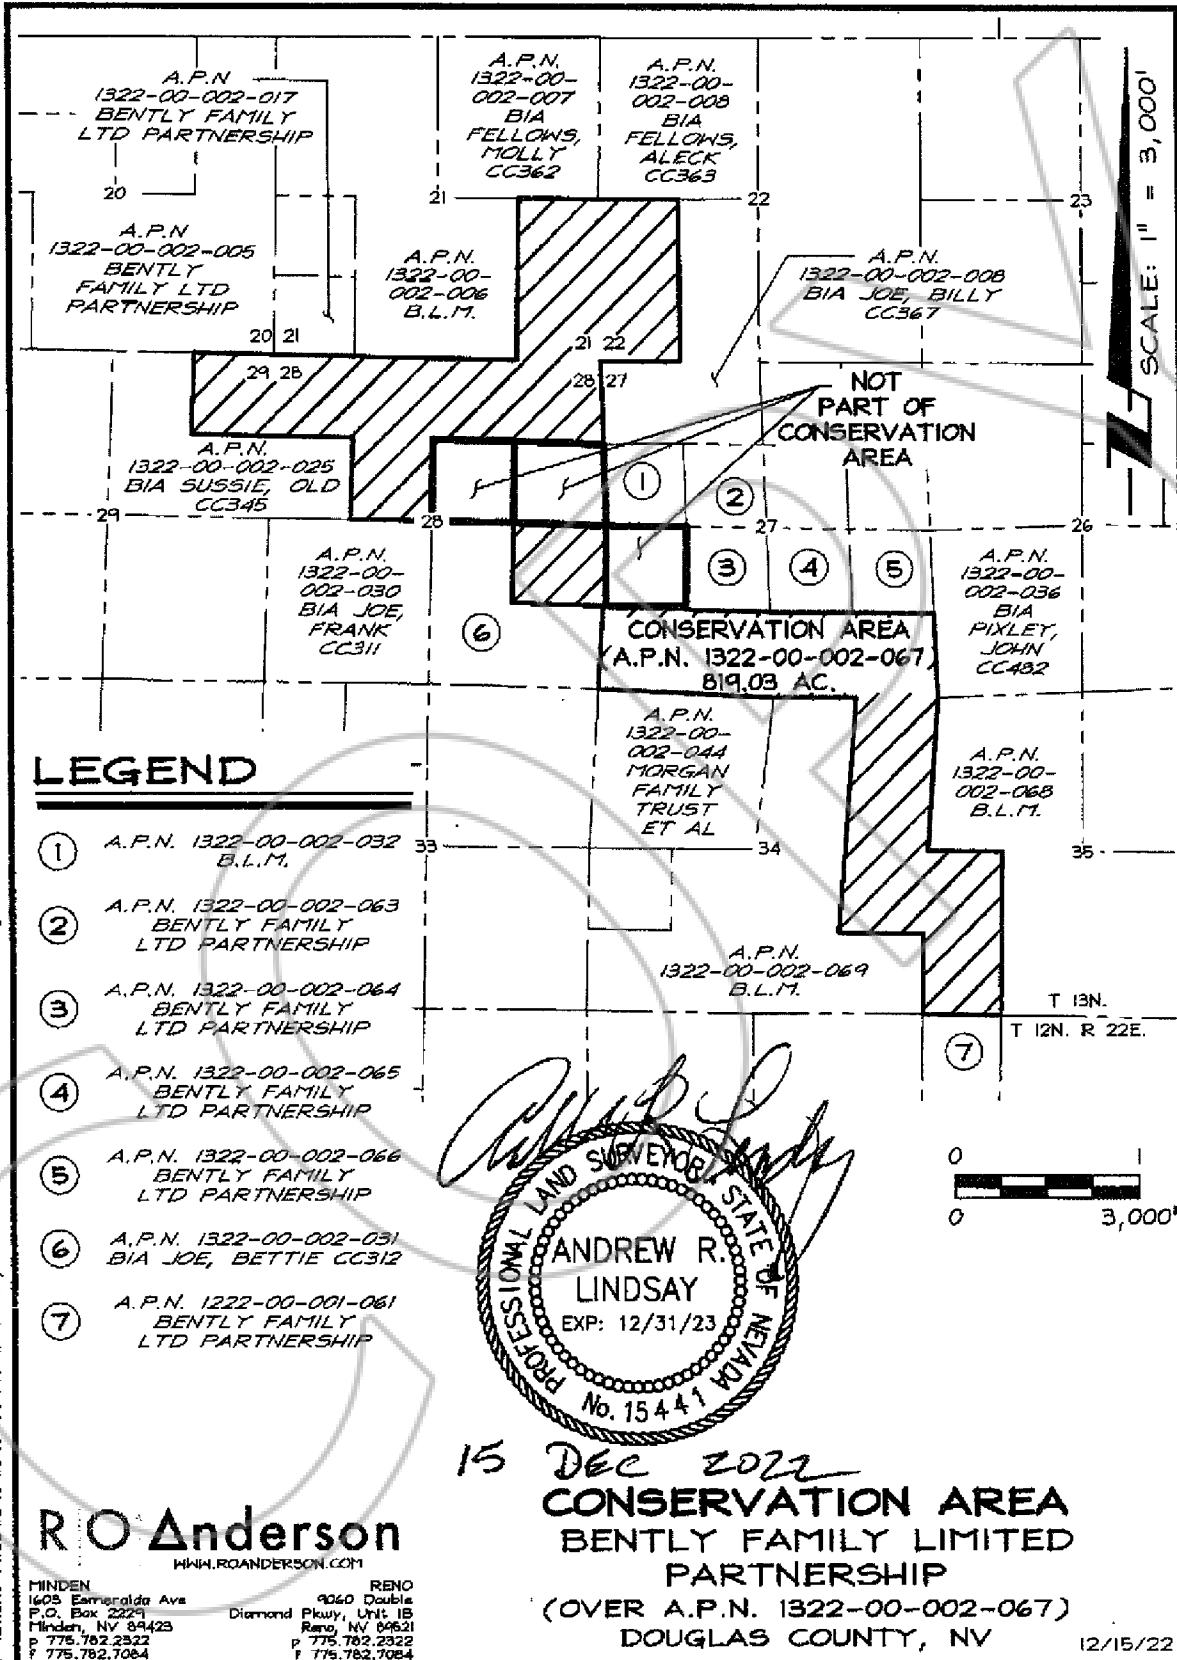 A.P.N
1322-00-002-017
BENTLY FAMILY
LTD PARTNERSHIP
A.P.N.
1322-00-
002-007
BIA
FELLOWS,
MOLLY
CC362
A.P.N.
1322-00-
002-008
BIA
FELLOWS,
ALECK
CC363
SCALE: 1" = 3,000'
20
21
22
23
A.P.N
1322-00-002-005
BENTLY
FAMILY LTD
PARTNERSHIP
A.P.N.
1322-00-
002-006
B.L.M.
A.P.N.
1322-00-002-008
BIA JOE, BILLY
CC367
20 21
29 28
21 22
28 27
NOT
PART OF
CONSERVATION
AREA
A.P.N.
1322-00-002-025
BIA SUSSIE, OLD
CC345
29
28
1
2
27
26
A.P.N.
1322-00-
002-030
BIA JOE,
FRANK
CC311
6
3
4
5
A.P.N.
1322-00-
002-036
BIA
PIXLEY,
JOHN
CC482
CONSERVATION AREA
(A.P.N. 1322-00-002-067)
819.03 AC.
A.P.N.
1322-00-
002-044
MORGAN
FAMILY
TRUST
ET AL
A.P.N.
1322-00-
002-068
B.L.M.
33
34
35
A.P.N.
1322-00-002-069
B.L.M.
T 13N.
T 12N. R 22E.
7
LEGEND
1 A.P.N. 1322-00-002-032
B.L.M.
2 A.P.N. 1322-00-002-063
BENTLY FAMILY
LTD PARTNERSHIP
3 A.P.N. 1322-00-002-064
BENTLY FAMILY
LTD PARTNERSHIP
4 A.P.N. 1322-00-002-065
BENTLY FAMILY
LTD PARTNERSHIP
5 A.P.N. 1322-00-002-066
BENTLY FAMILY
LTD PARTNERSHIP
6 A.P.N. 1322-00-002-031
BIA JOE, BETTIE CC312
7 A.P.N. 1222-00-001-061
BENTLY FAMILY
LTD PARTNERSHIP
0 1
0 3,000'
PROFESSIONAL LAND SURVEYOR STATE OF NEVADA
ANDREW R.
LINDSAY
EXP: 12/31/23
No. 15441
15 DEC 2022
COPY
R O Anderson
WWW.ROANDERSON.COM
MINDEN
1603 Esmeralda Ave
P.O. Box 2229
Minden, NV 89423
p 775.782.2322
f 775.782.7084
RENO
9060 Double
Diamond Pkwy, Unit 1B
Reno, NV 89521
p 775.782.2322
f 775.782.7084
CONSERVATION AREA
BENTLY FAMILY LIMITED
PARTNERSHIP
(OVER A.P.N. 1322-00-002-067)
DOUGLAS COUNTY, NV
12/15/22